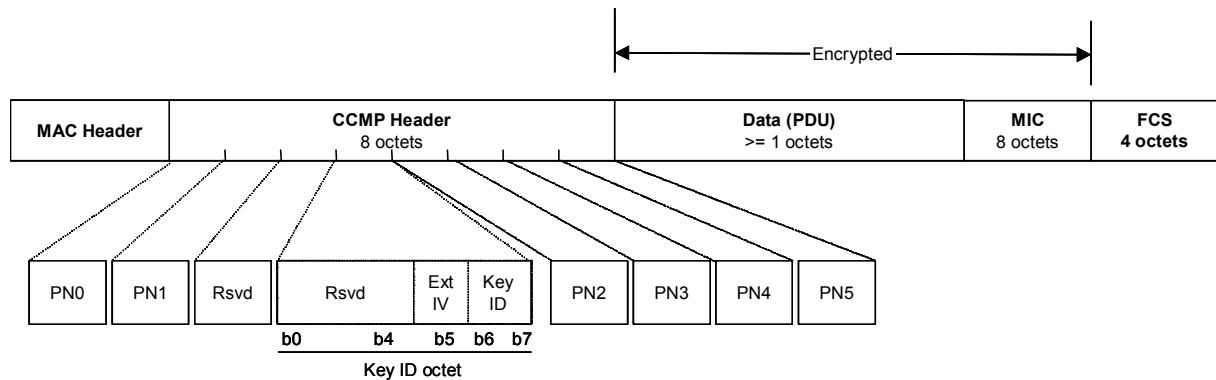 Encrypted
MAC Header
CCMP Header
8 octets
Data (PDU)
>= 1 octets
MIC
8 octets
FCS
4 octets
PN0
PN1
Rsvd
Rsvd
Ext
IV
Key
ID
PN2
PN3
PN4
PN5
b0 b4 b5 b6 b7
Key ID octet